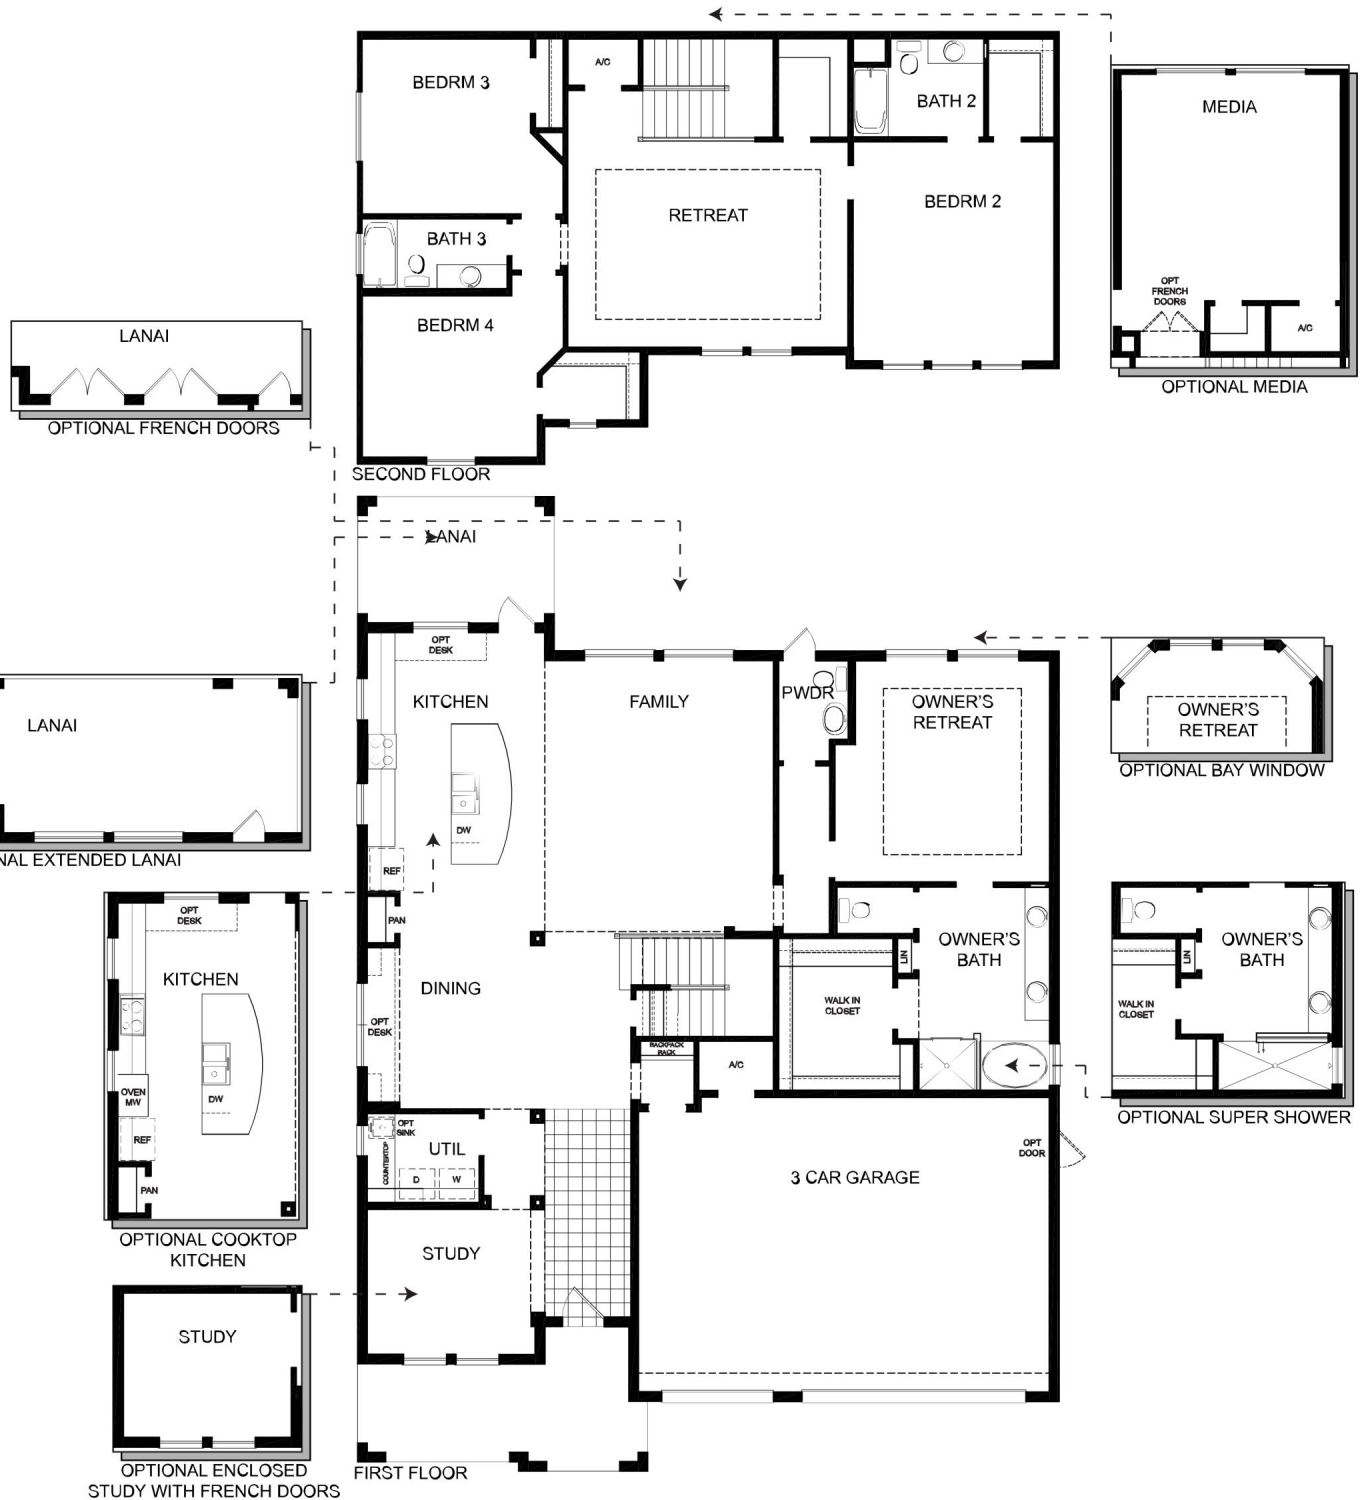 BEDRM 3
A/C
BATH 2
MEDIA
BEDRM 2
RETREAT
BATH 3
OPT
FRENCH
DOORS
BEDRM 4
A/C
LANAI
OPTIONAL MEDIA
OPTIONAL FRENCH DOORS
SECOND FLOOR
LANAI
OPT
DESK
KITCHEN
FAMILY
PWDR
OWNER'S
RETREAT
OWNER'S
RETREAT
OPTIONAL BAY WINDOW
LANAI
DW
NAL EXTENDED LANAI
REF
PAN
OPT
DESK
KITCHEN
OVEN
MW
DW
REF
PAN
OPTIONAL COOKTOP
KITCHEN
DINING
OPT
DESK
OWNER'S
BATH
LIN
WALK IN
CLOSET
BACKPACK
RACK
A/C
OWNER'S
BATH
LIN
WALK IN
CLOSET
OPTIONAL SUPER SHOWER
OPT
SINK
COUNTERTOP
UTIL
D
W
OPT
DOOR
3 CAR GARAGE
STUDY
STUDY
OPTIONAL ENCLOSED
STUDY WITH FRENCH DOORS
FIRST FLOOR